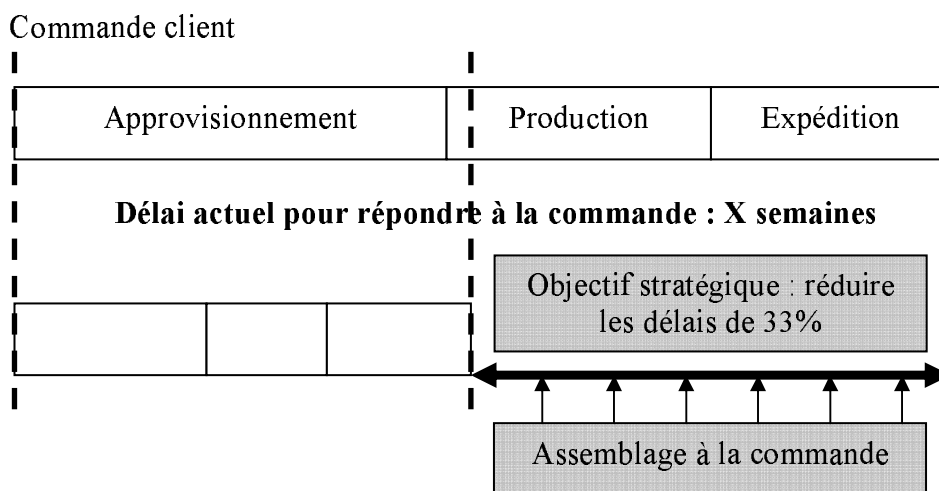 Commande client
Approvisionnement
Production
Expédition
Délai actuel pour répondre à la commande : X semaines
Objectif stratégique : réduire
les délais de 33%
Assemblage à la commande